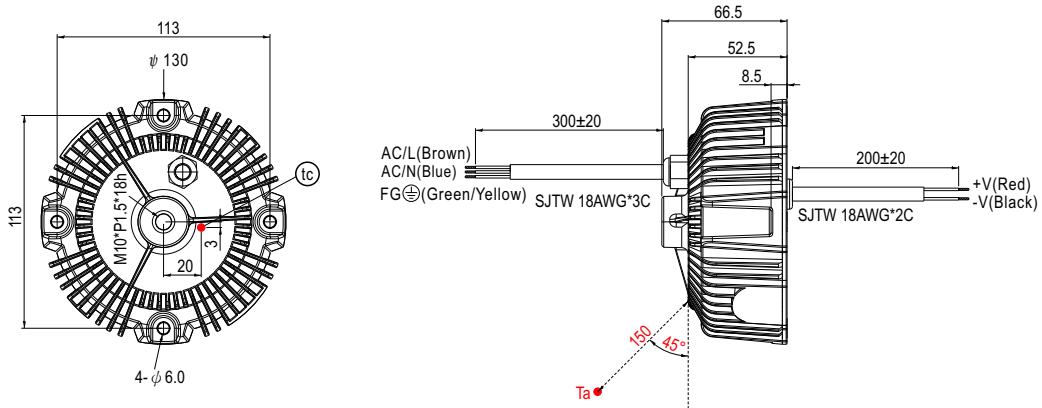 113
ψ 130
113
M10*P1.5*18h
tc
3
20
4-ϕ 6.0
66.5
52.5
8.5
300±20
AC/L(Brown)
AC/N(Blue)
FG⏚(Green/Yellow)
SJTW 18AWG*3C
200±20
+V(Red)
-V(Black)
SJTW 18AWG*2C
150
45°
Ta